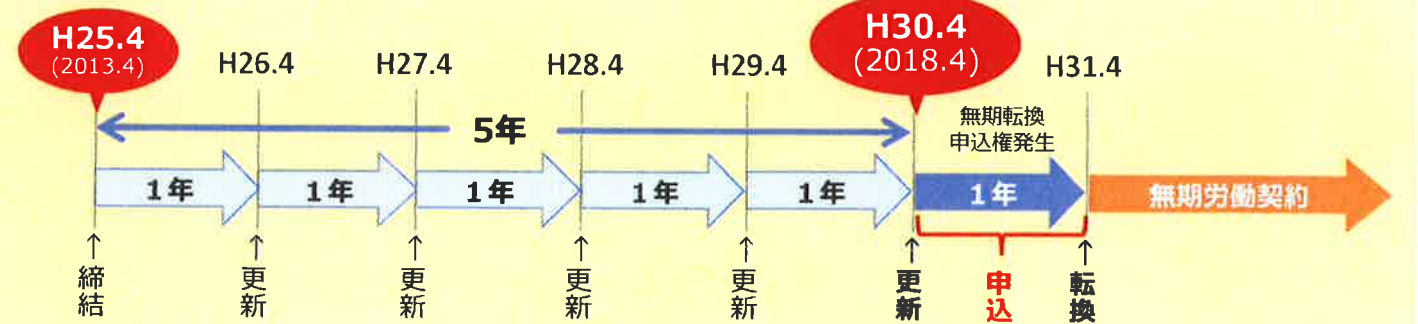 H25.4
(2013.4)
H26.4
H27.4
H28.4
H29.4
H30.4
(2018.4)
H31.4
5年
無期転換
申込権発生
1年
1年
1年
1年
1年
1年
無期労働契約
↑締結
↑更新
↑更新
↑更新
↑更新
↑更新
申込
↑転換